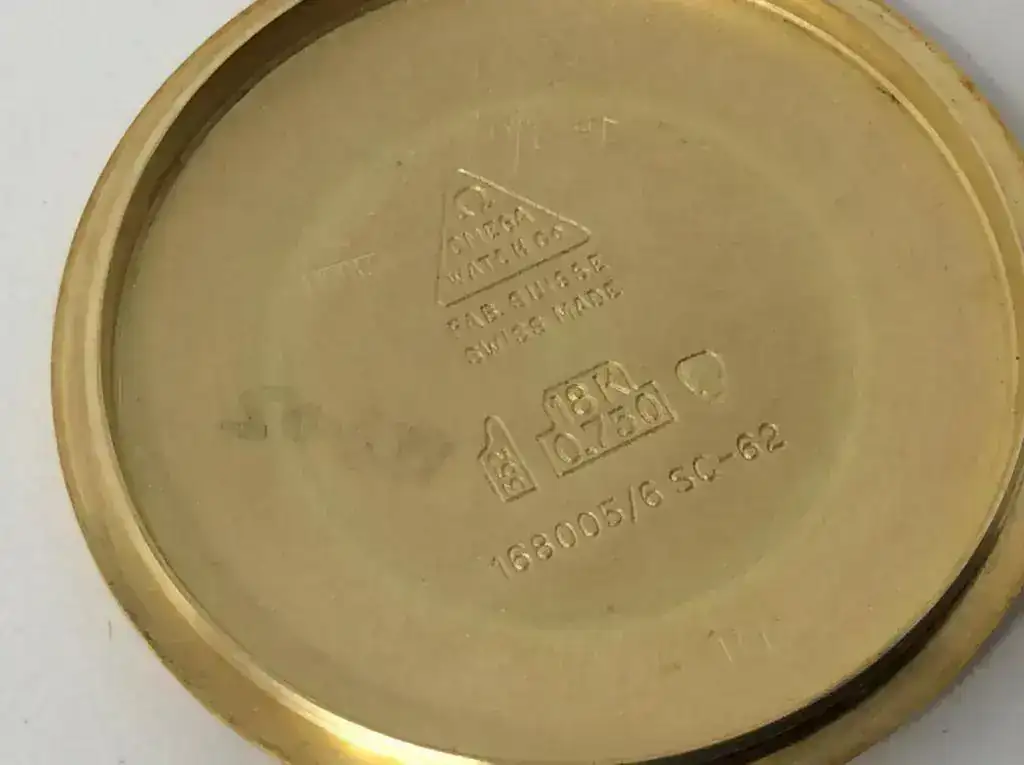 Ω
OMEGA
WATCH CO
FAB. SUISSE
SWISS MADE
18K
0.750
168005/6 SC-62